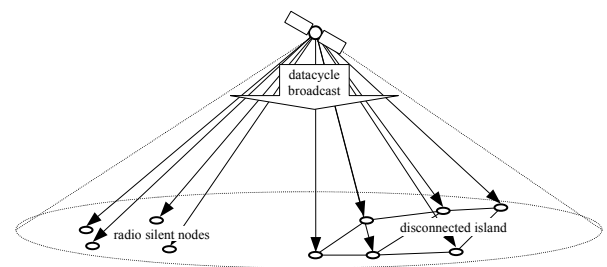 datacycle
broadcast
radio silent nodes
disconnected island